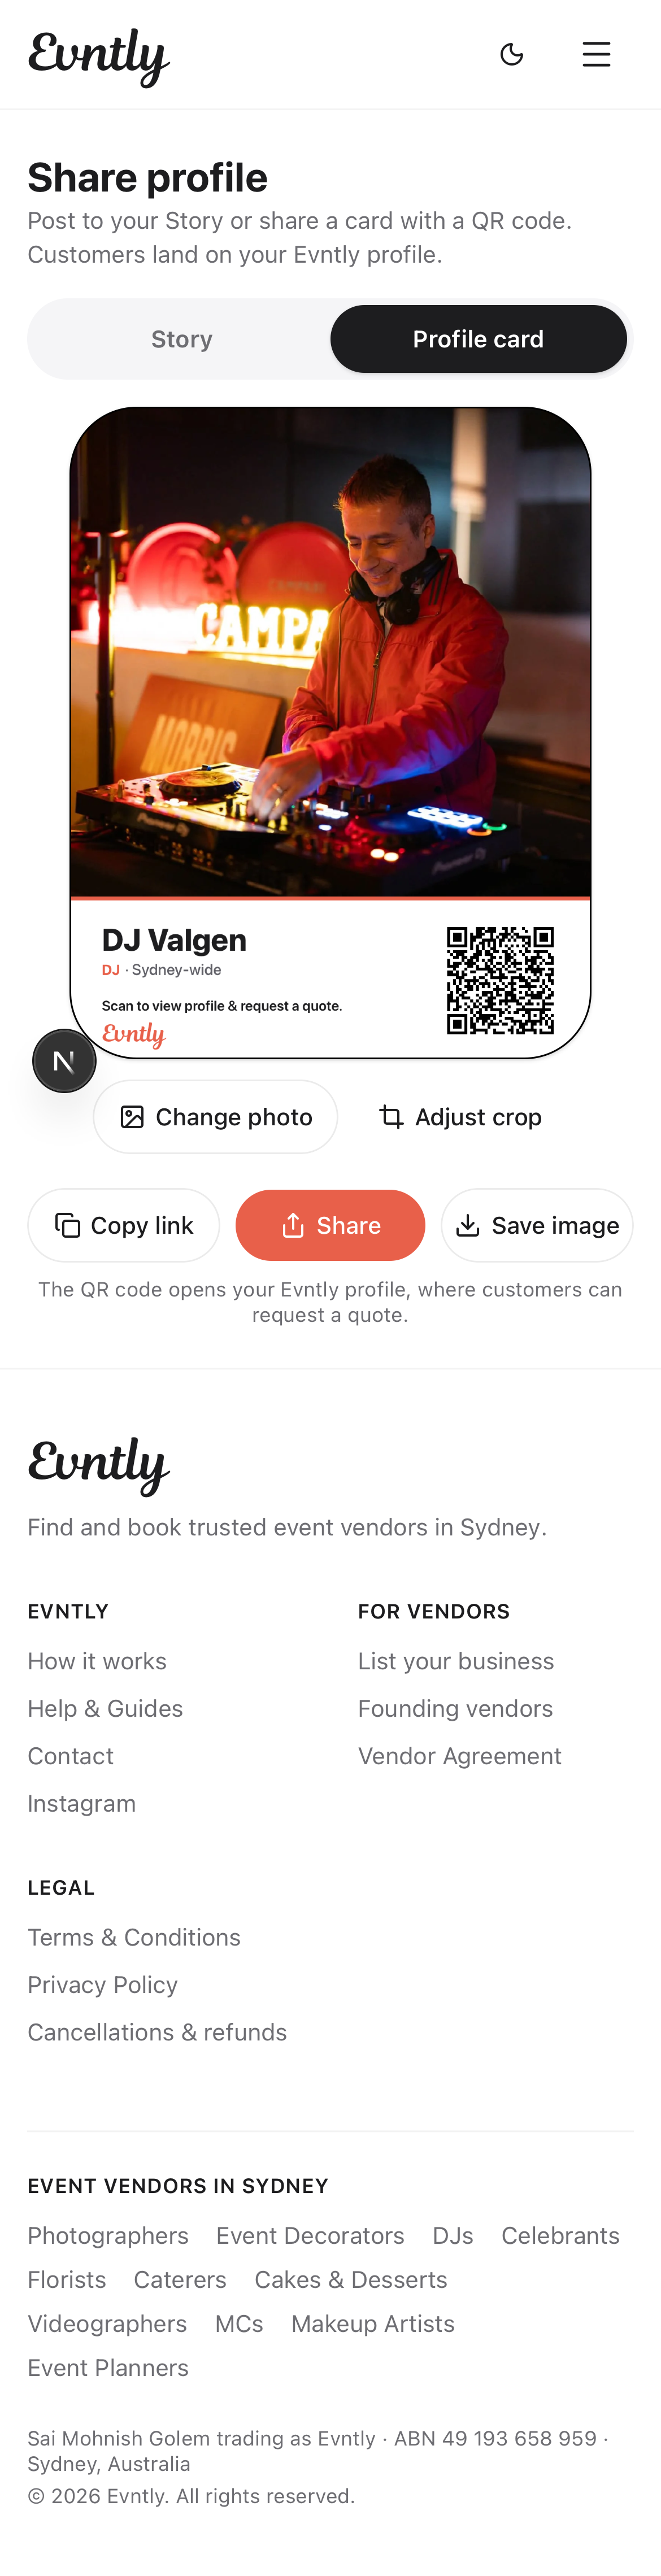 Evntly
Share profile
Post to your Story or share a card with a QR code.
Customers land on your Evntly profile.
Story
Profile card
CAMPA
NORRIS
DJ Valgen
DJ · Sydney-wide
Scan to view profile & request a quote.
Evntly
N
Change photo
Adjust crop
Copy link
Share
Save image
The QR code opens your Evntly profile, where customers can
request a quote.
Evntly
Find and book trusted event vendors in Sydney.
EVNTLY
How it works
Help & Guides
Contact
Instagram
FOR VENDORS
List your business
Founding vendors
Vendor Agreement
LEGAL
Terms & Conditions
Privacy Policy
Cancellations & refunds
EVENT VENDORS IN SYDNEY
Photographers Event Decorators DJs Celebrants
Florists Caterers Cakes & Desserts
Videographers MCs Makeup Artists
Event Planners
Sai Mohnish Golem trading as Evntly · ABN 49 193 658 959 ·
Sydney, Australia
© 2026 Evntly. All rights reserved.